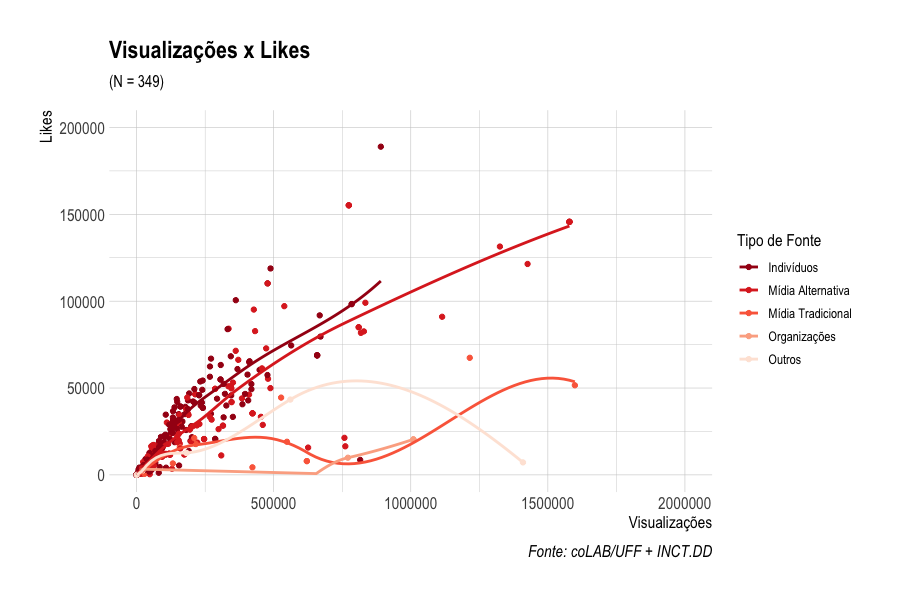 Visualizações x Likes
(N = 349)
Likes
200000
150000
100000
50000
0
0 500000 1000000 1500000 2000000
Visualizações
Tipo de Fonte
Indivíduos
Mídia Alternativa
Mídia Tradicional
Organizações
Outros
Fonte: coLAB/UFF + INCT.DD